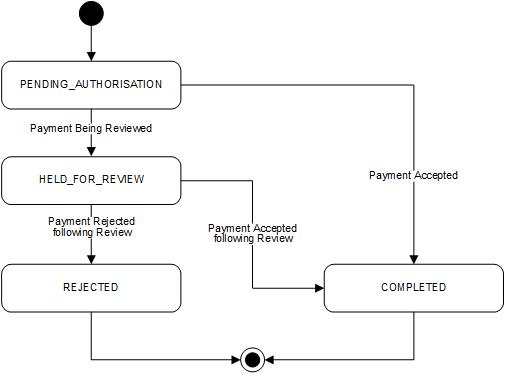 PENDING_AUTHORISATION
Payment Being Reviewed
Payment Accepted
HELD_FOR_REVIEW
Payment Rejected
following Review
Payment Accepted
following Review
REJECTED
COMPLETED